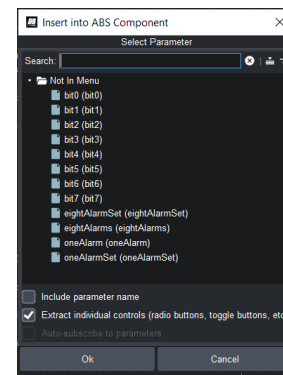 Insert into ABS Component
Select Parameter
Search:
Not In Menu
bit0 (bit0)
bit1 (bit1)
bit2 (bit2)
bit3 (bit3)
bit4 (bit4)
bit5 (bit5)
bit6 (bit6)
bit7 (bit7)
eightAlarmSet (eightAlarmSet)
eightAlarms (eightAlarms)
oneAlarm (oneAlarm)
oneAlarmSet (oneAlarmSet)
Include parameter name
Extract individual controls (radio buttons, toggle buttons, etc
Auto-subscribe to parameters
Ok Cancel